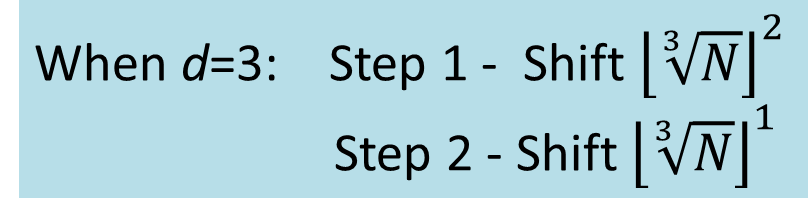 When d=3: Step 1 - Shift ⌊∛N⌋²
Step 2 - Shift ⌊∛N⌋¹